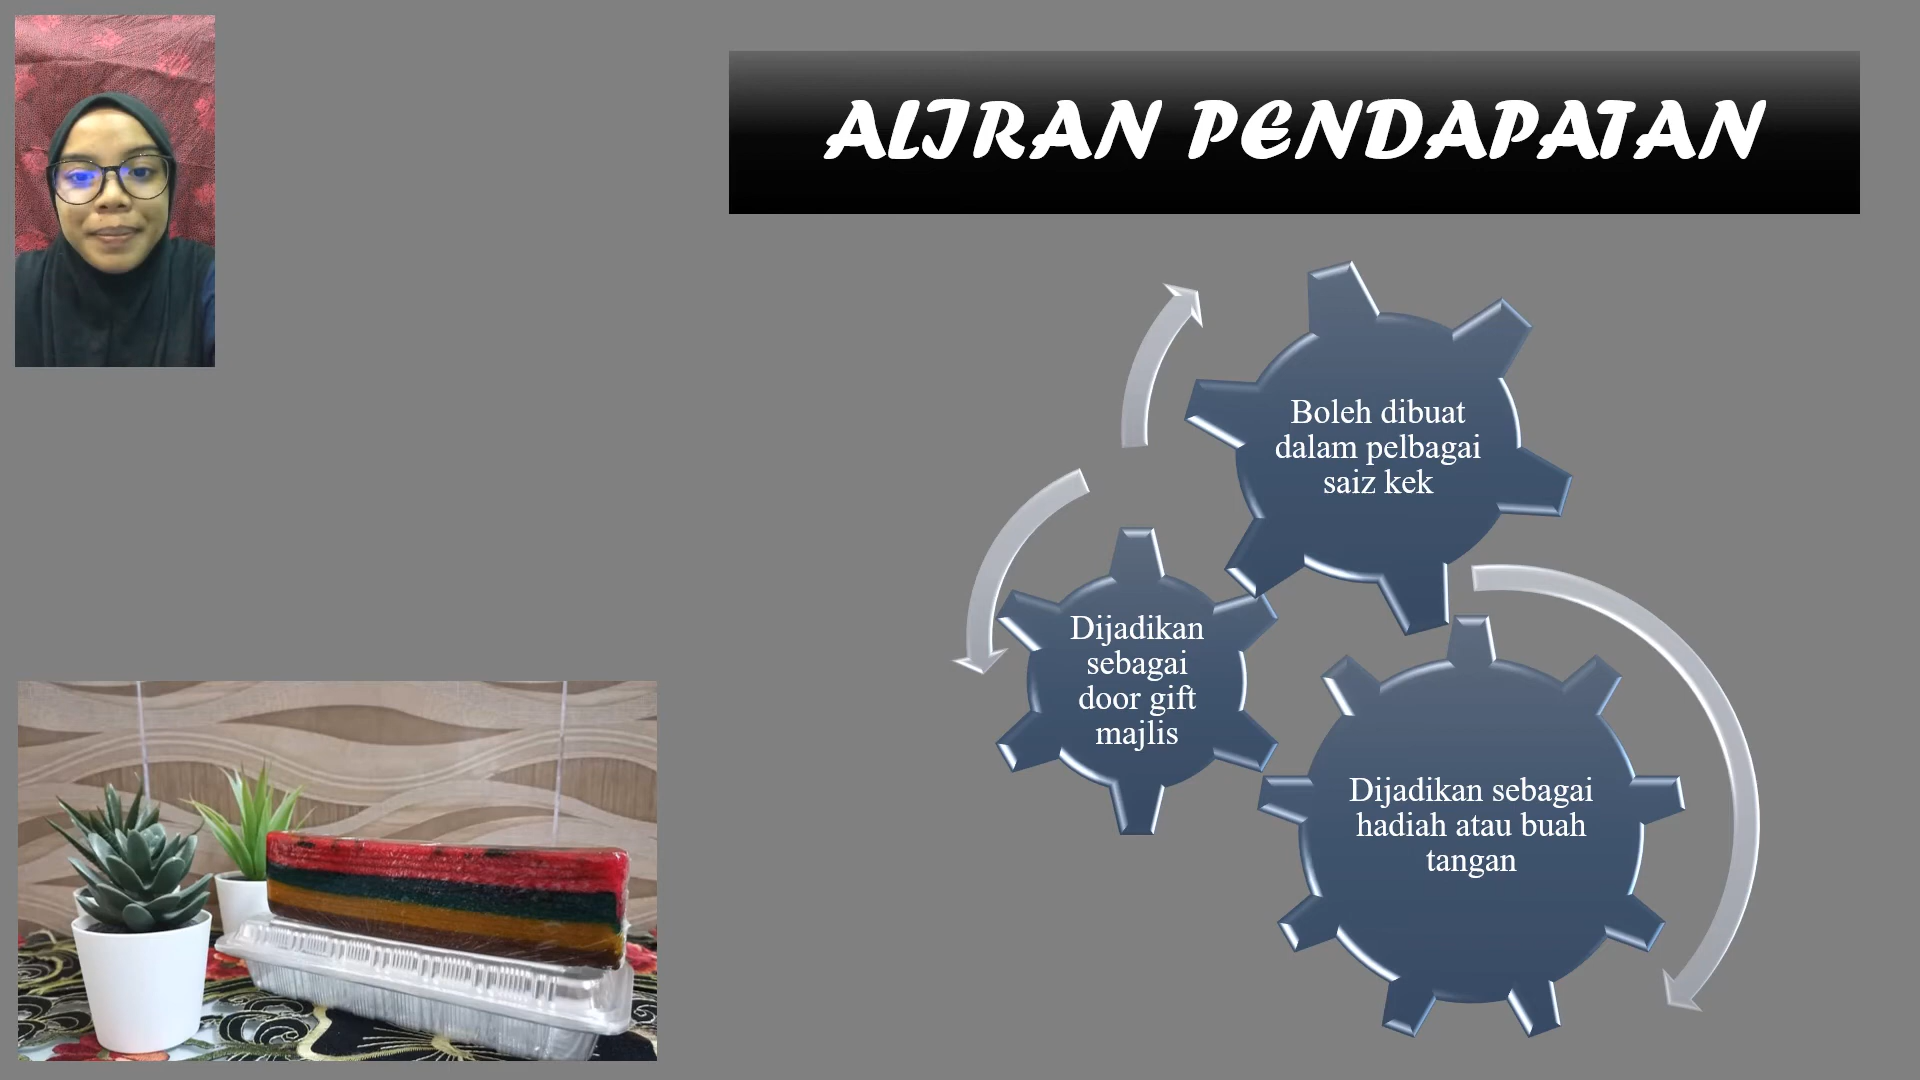 ALIRAN PENDAPATAN
Boleh dibuat
dalam pelbagai
saiz kek
Dijadikan
sebagai
door gift
majlis
Dijadikan sebagai
hadiah atau buah
tangan